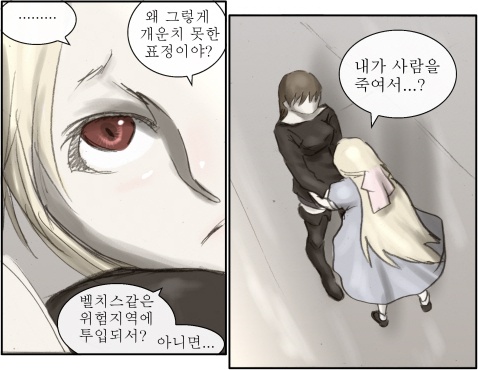 .........
왜 그렇게
개운치 못한
표정이야?
벨치스같은
위험지역에
투입되서?
아니면...
내가 사람을
죽여서...?